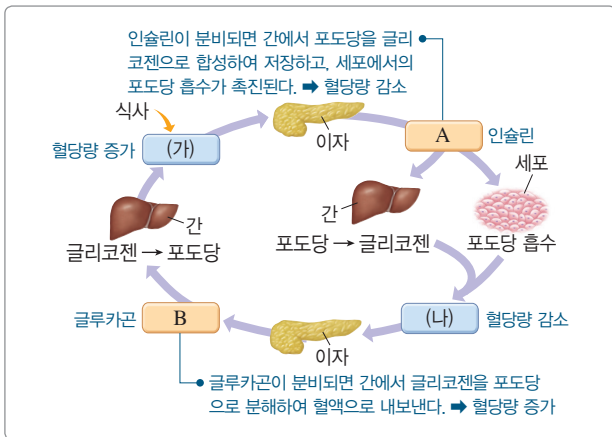 인슐린이 분비되면 간에서 포도당을 글리
코젠으로 합성하여 저장하고, 세포에서의
포도당 흡수가 촉진된다. ➡ 혈당량 감소
식사
혈당량 증가 (가)
이자
A 인슐린
세포
간
글리코젠 → 포도당
간
포도당 → 글리코젠
포도당 흡수
글루카곤 B
이자
(나) 혈당량 감소
글루카곤이 분비되면 간에서 글리코젠을 포도당
으로 분해하여 혈액으로 내보낸다. ➡ 혈당량 증가